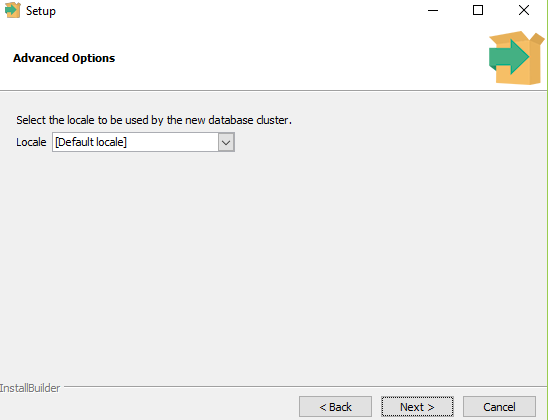 Setup
Advanced Options
Select the locale to be used by the new database cluster.
Locale [Default locale]
InstallBuilder
< Back Next > Cancel